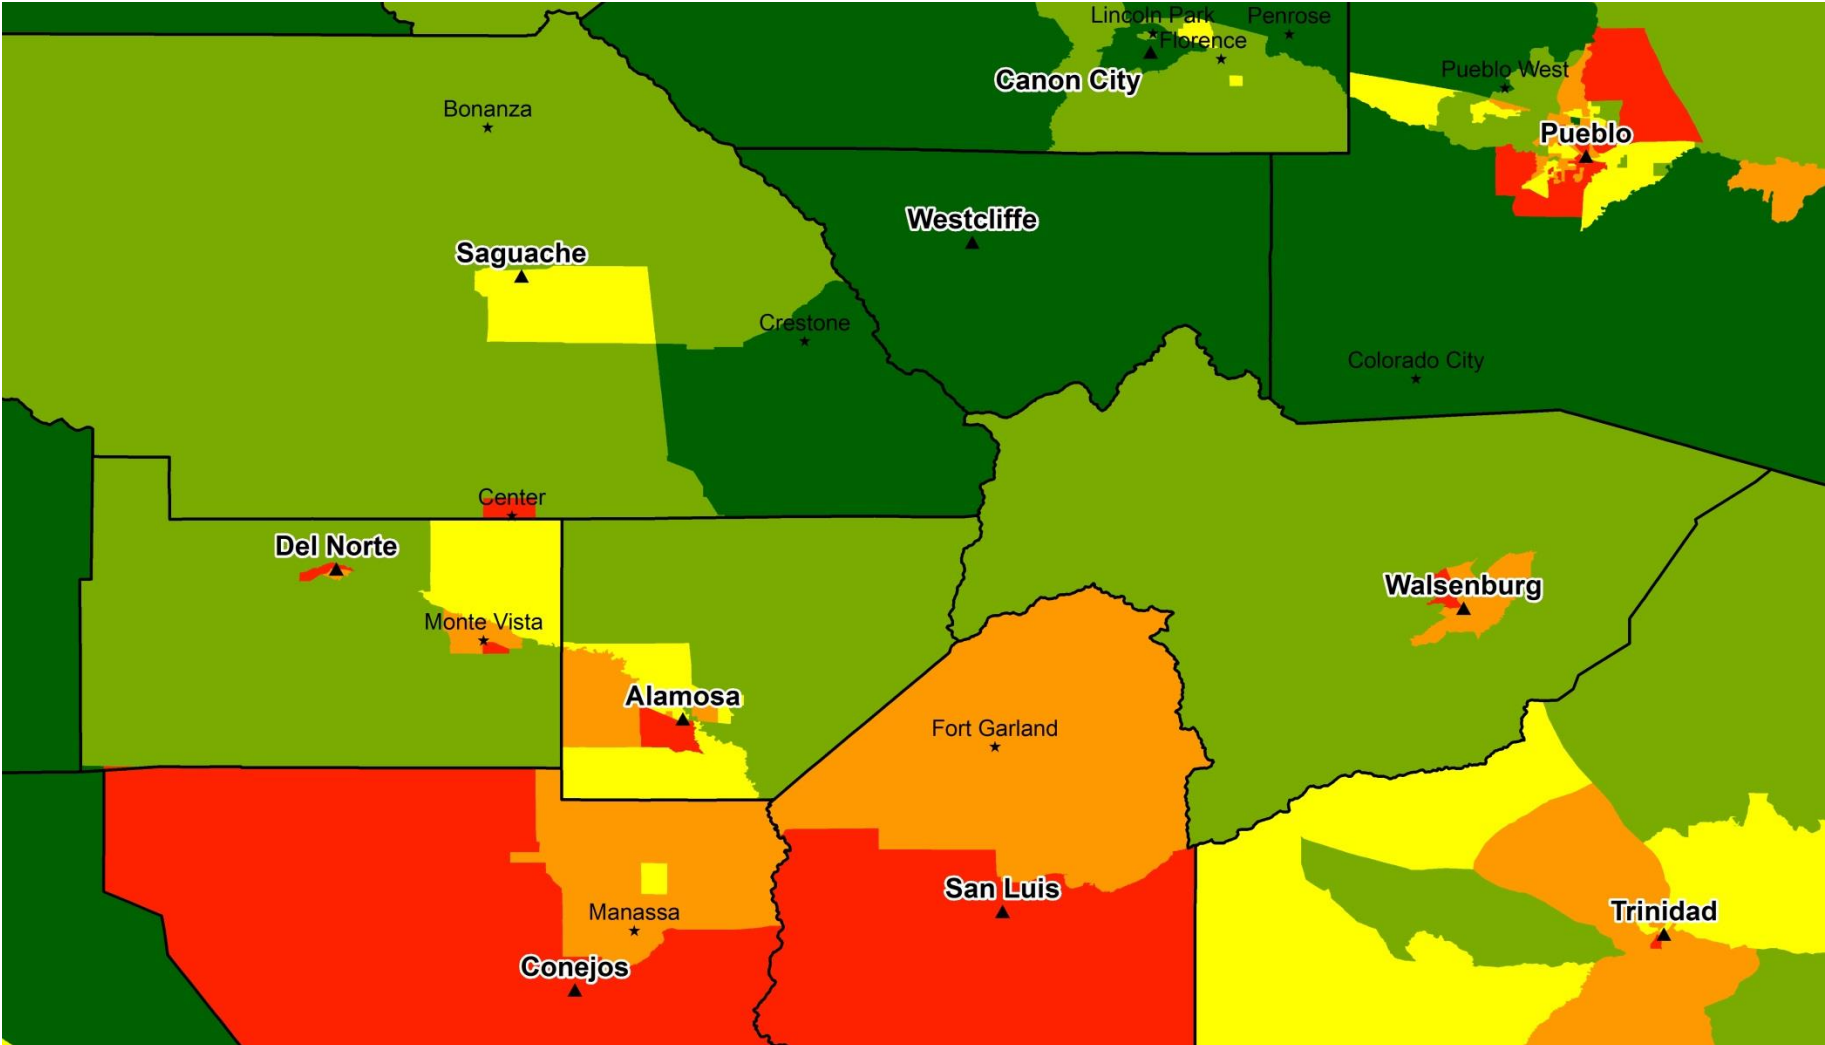 Lincoln Park
Penrose
Florence
Canon City
Pueblo West
Bonanza
Pueblo
Westcliffe
Saguache
Crestone
Colorado City
Center
Del Norte
Walsenburg
Monte Vista
Alamosa
Fort Garland
San Luis
Manassa
Trinidad
Conejos